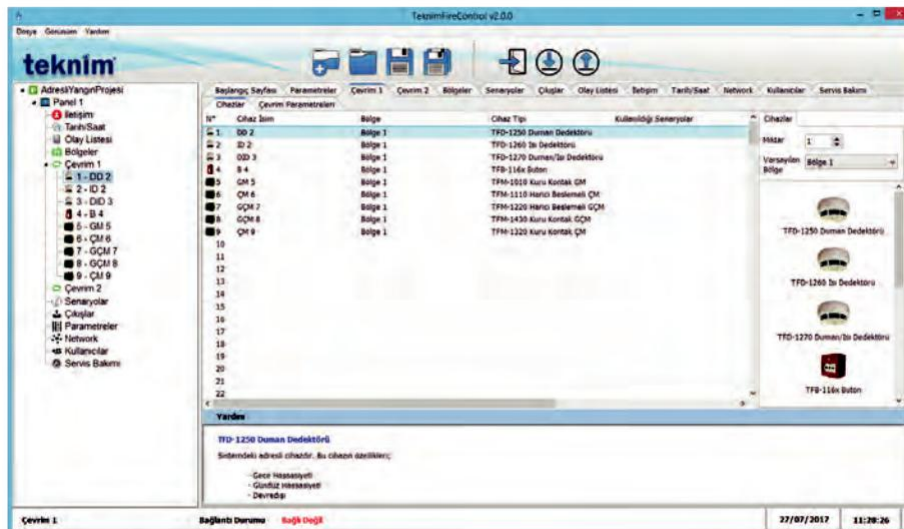 TeknimFireControl v2.0.0
Dosya Görünüm Yardım
teknim
AdresliYangınProjesi
Panel 1
İletişim
Tarih/Saat
Olay Listesi
Bölgeler
Çevrim 1
1 - DD 2
2 - ID 2
3 - DID 3
4 - B 4
5 - GM 5
6 - ÇM 6
7 - GÇM 7
8 - GÇM 8
9 - ÇM 9
Çevrim 2
Senaryolar
Çıkışlar
Parametreler
Network
Kullanıcılar
Servis Bakımı
Başlangıç Sayfası Parametreler Çevrim 1 Çevrim 2 Bölgeler Senaryolar Çıkışlar Olay Listesi İletişim Tarih/Saat Network Kullanıcılar Servis Bakımı
Cihazlar Çevrim Parametreleri
N° Cihaz İsim Bölge Cihaz Tipi Kullanıldığı Senaryolar
1 DD 2 Bölge 1 TFD-1250 Duman Dedektörü
2 ID 2 Bölge 1 TFD-1260 Isı Dedektörü
3 DID 3 Bölge 1 TFD-1270 Duman/Isı Dedektörü
4 B 4 Bölge 1 TFB-116x Buton
5 GM 5 Bölge 1 TFM-1010 Kuru Kontak GM
6 ÇM 6 Bölge 1 TFM-1110 Harici Beslemeli ÇM
7 GÇM 7 Bölge 1 TFM-1220 Harici Beslemeli GÇM
8 GÇM 8 Bölge 1 TFM-1430 Kuru Kontak GÇM
9 ÇM 9 Bölge 1 TFM-1220 Kuru Kontak ÇM
10
11
12
13
14
15
16
17
18
19
20
21
22
Cihazlar
Miktar 1
Varsayılan Bölge 1
Bölge
TFD-1250 Duman Dedektörü
TFD-1260 Isı Dedektörü
TFD-1270 Duman/Isı Dedektörü
TFB-116x Buton
Yardım
TFD-1250 Duman Dedektörü
Sistemdeki adresli cihazdır. Bu cihazın özellikleri;
- Gece Hassasiyeti
- Gündüz Hassasiyeti
- Devredışı
Çevrim 1 Bağlantı Durumu Bağlı Değil 27/07/2017 11:20:26